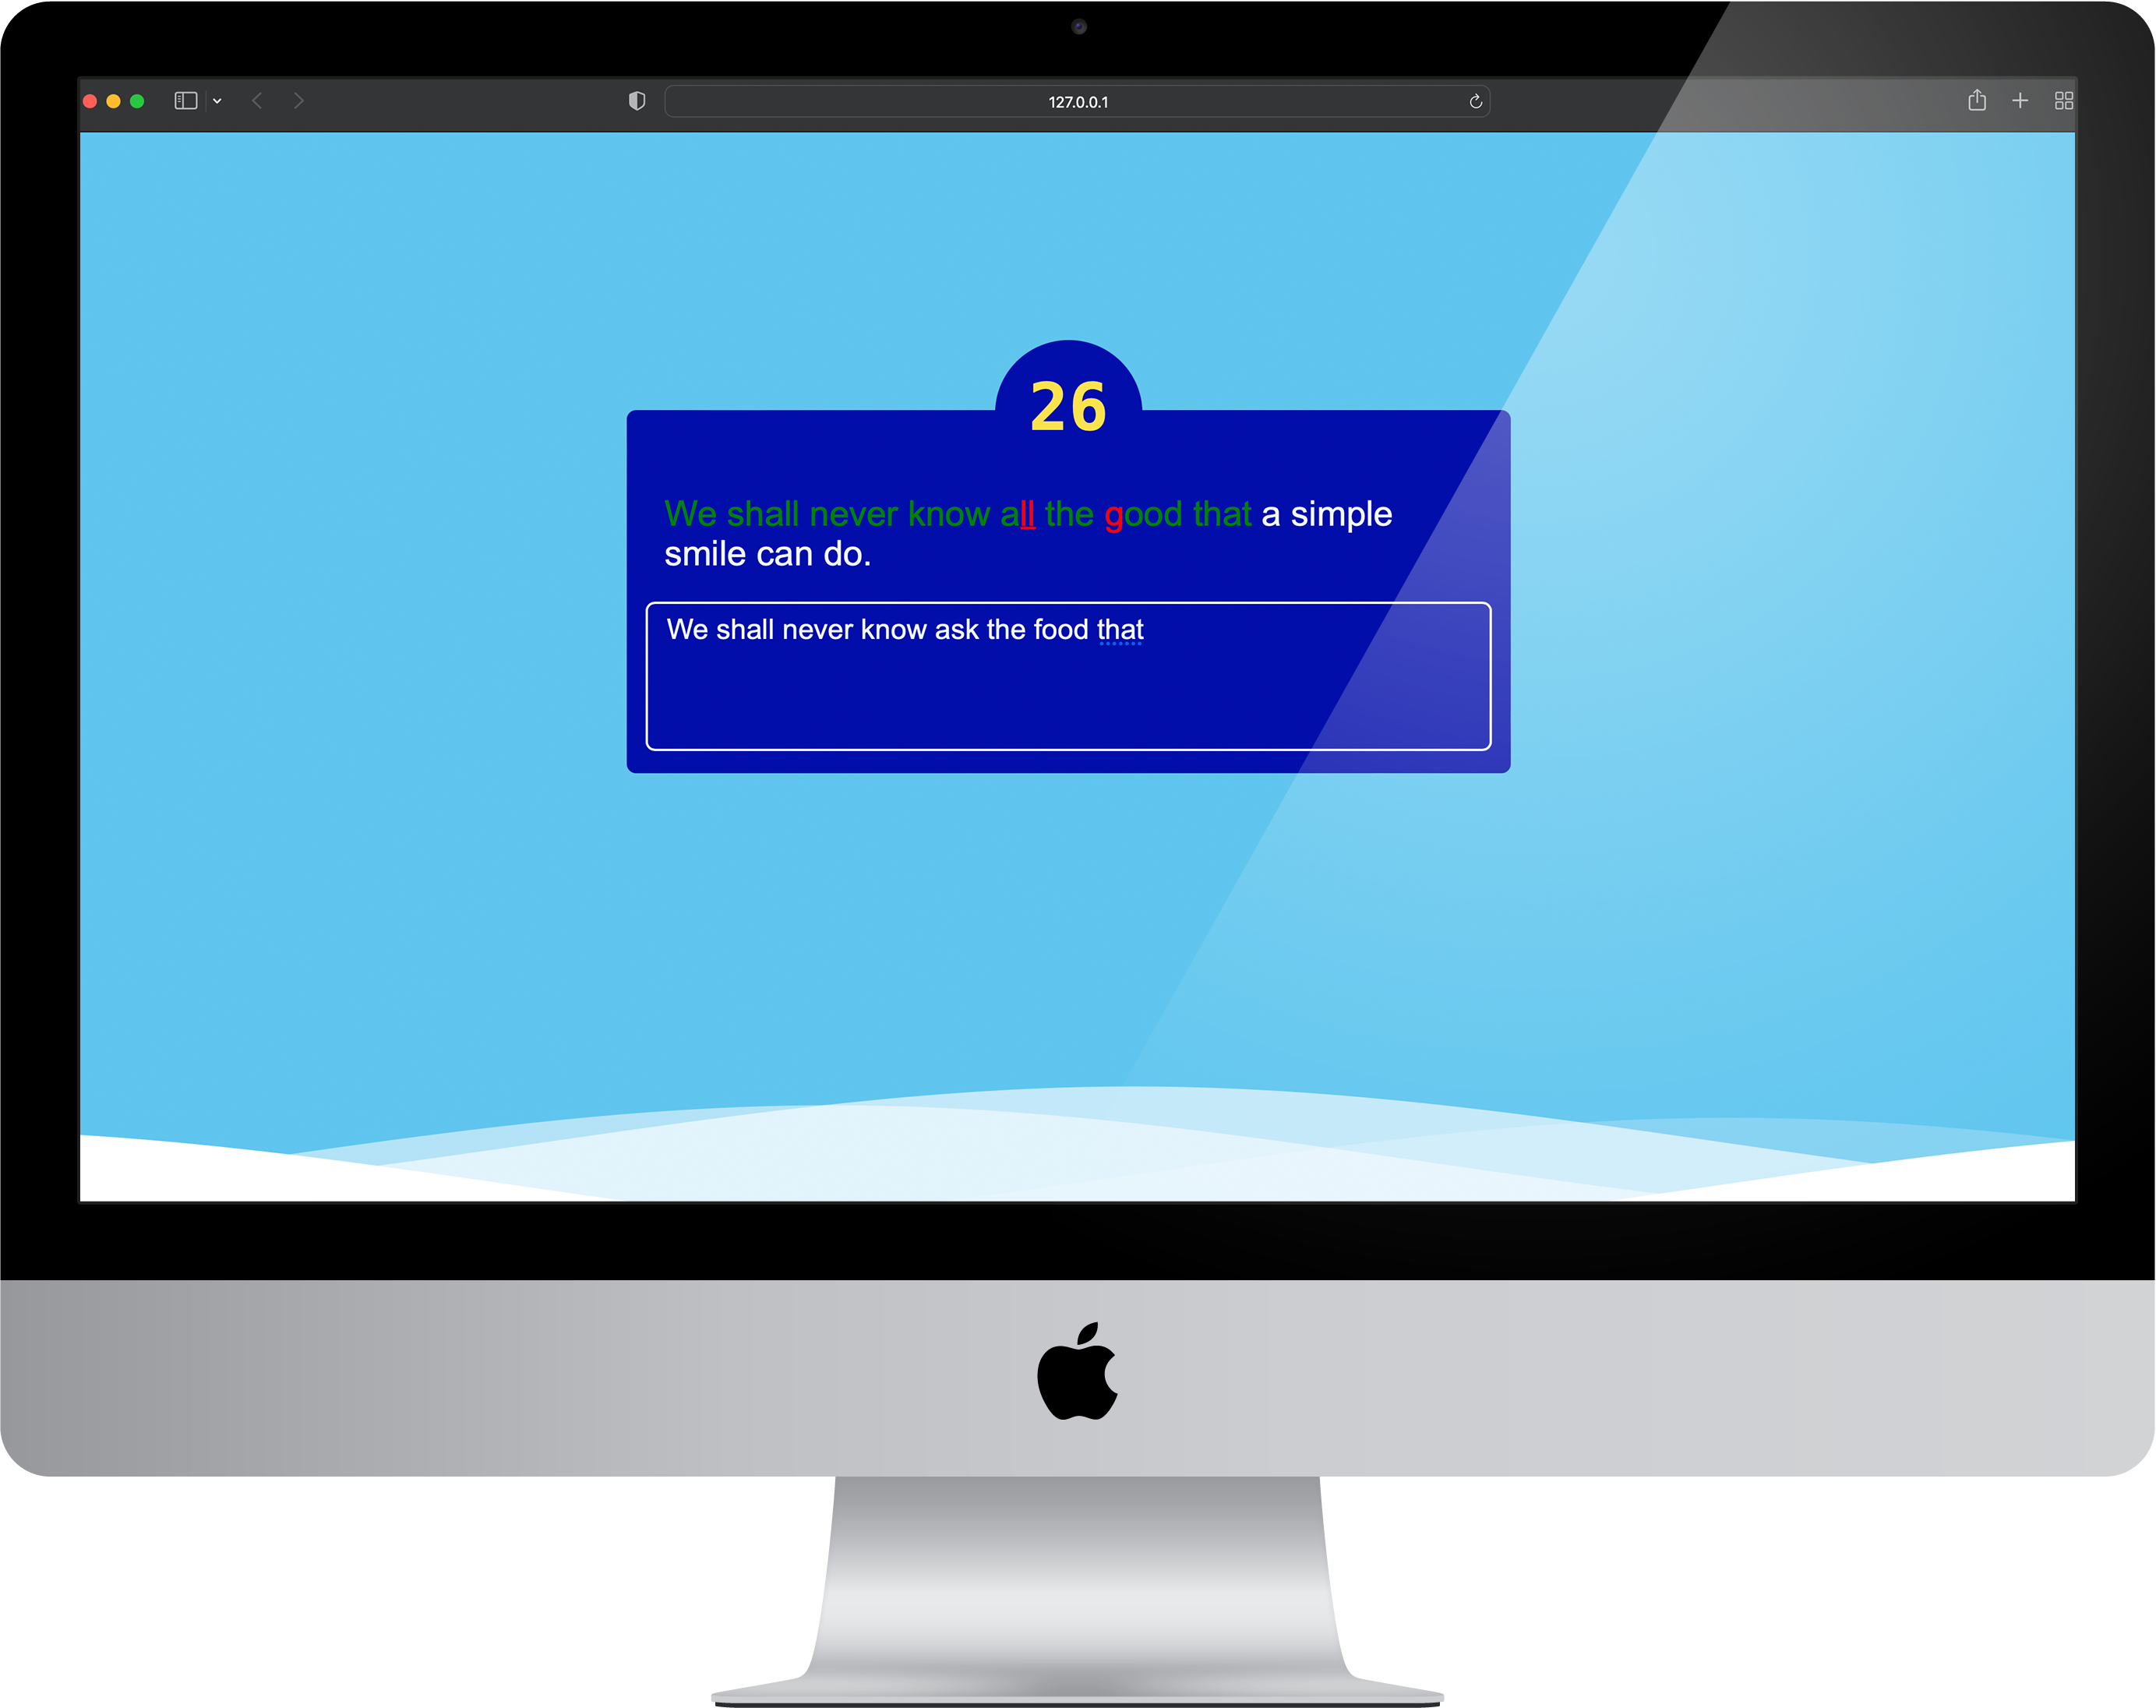 127.0.0.1
26
We shall never know all the good that a simple
smile can do.
We shall never know ask the food that